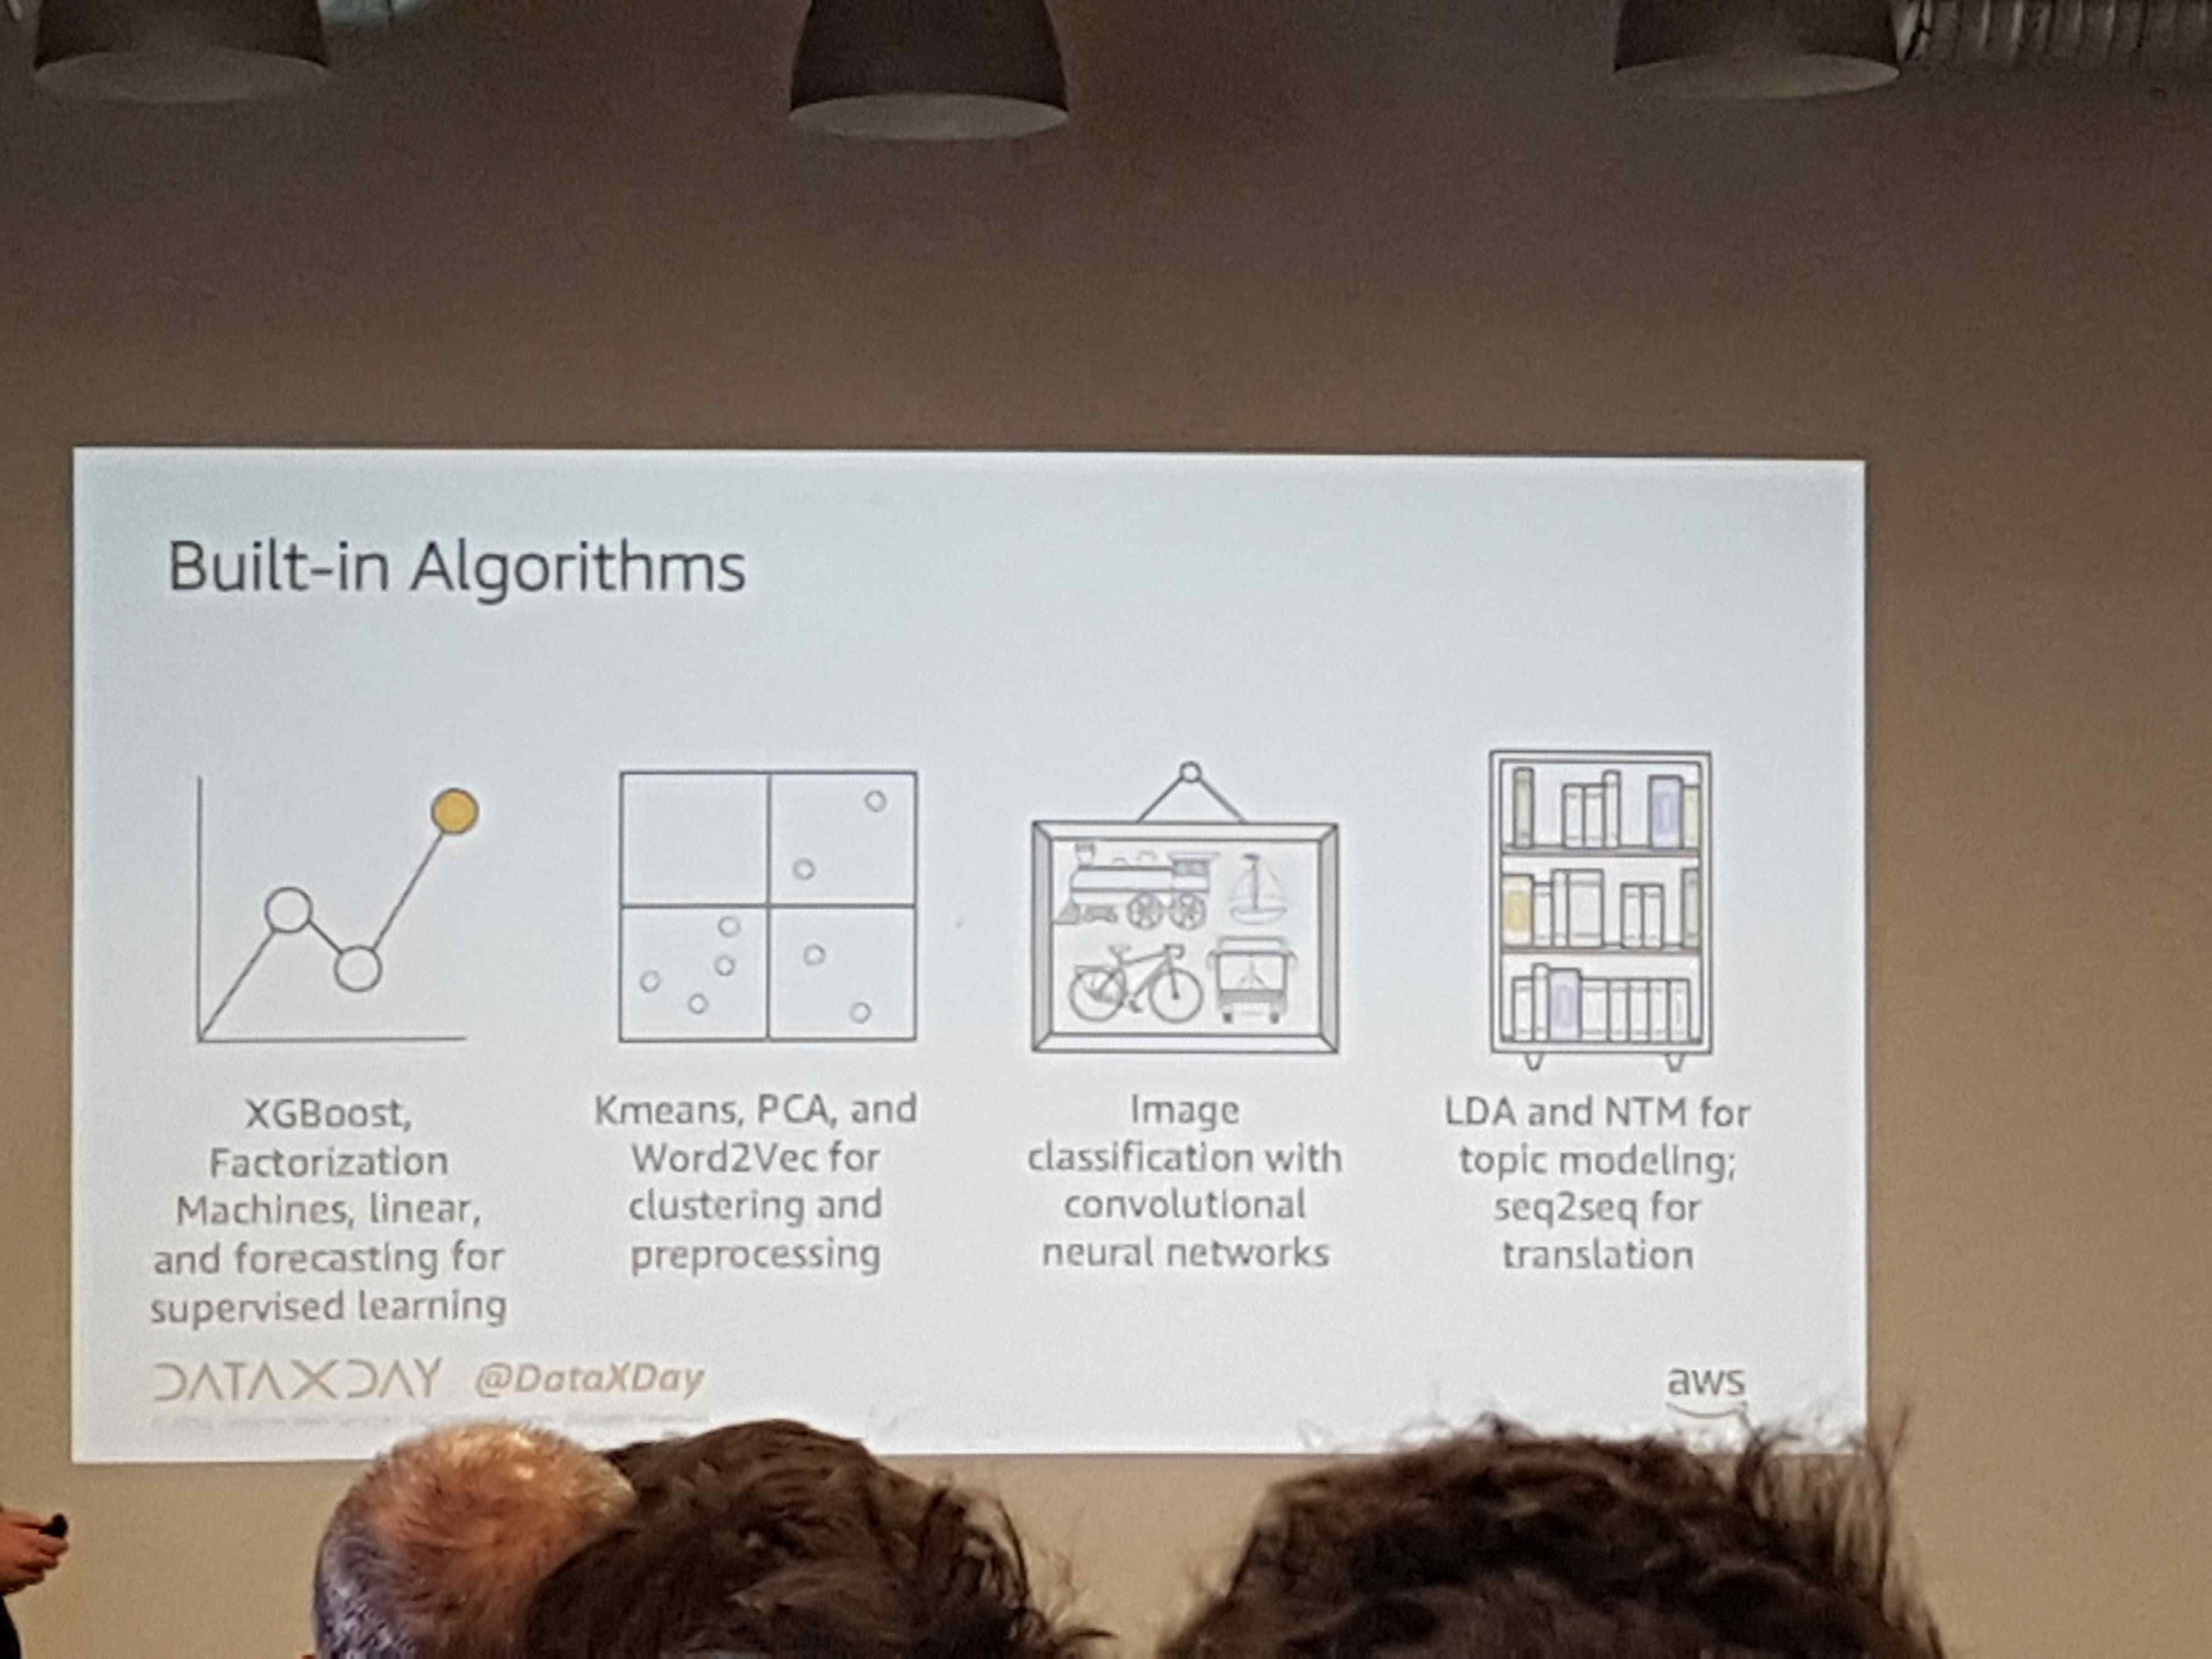 Built-in Algorithms
XGBoost,
Factorization
Machines, linear,
and forecasting for
supervised learning
Kmeans, PCA, and
Word2Vec for
clustering and
preprocessing
Image
classification with
convolutional
neural networks
LDA and NTM for
topic modeling;
seq2seq for
translation
DATAXDAY @DataXDay
aws